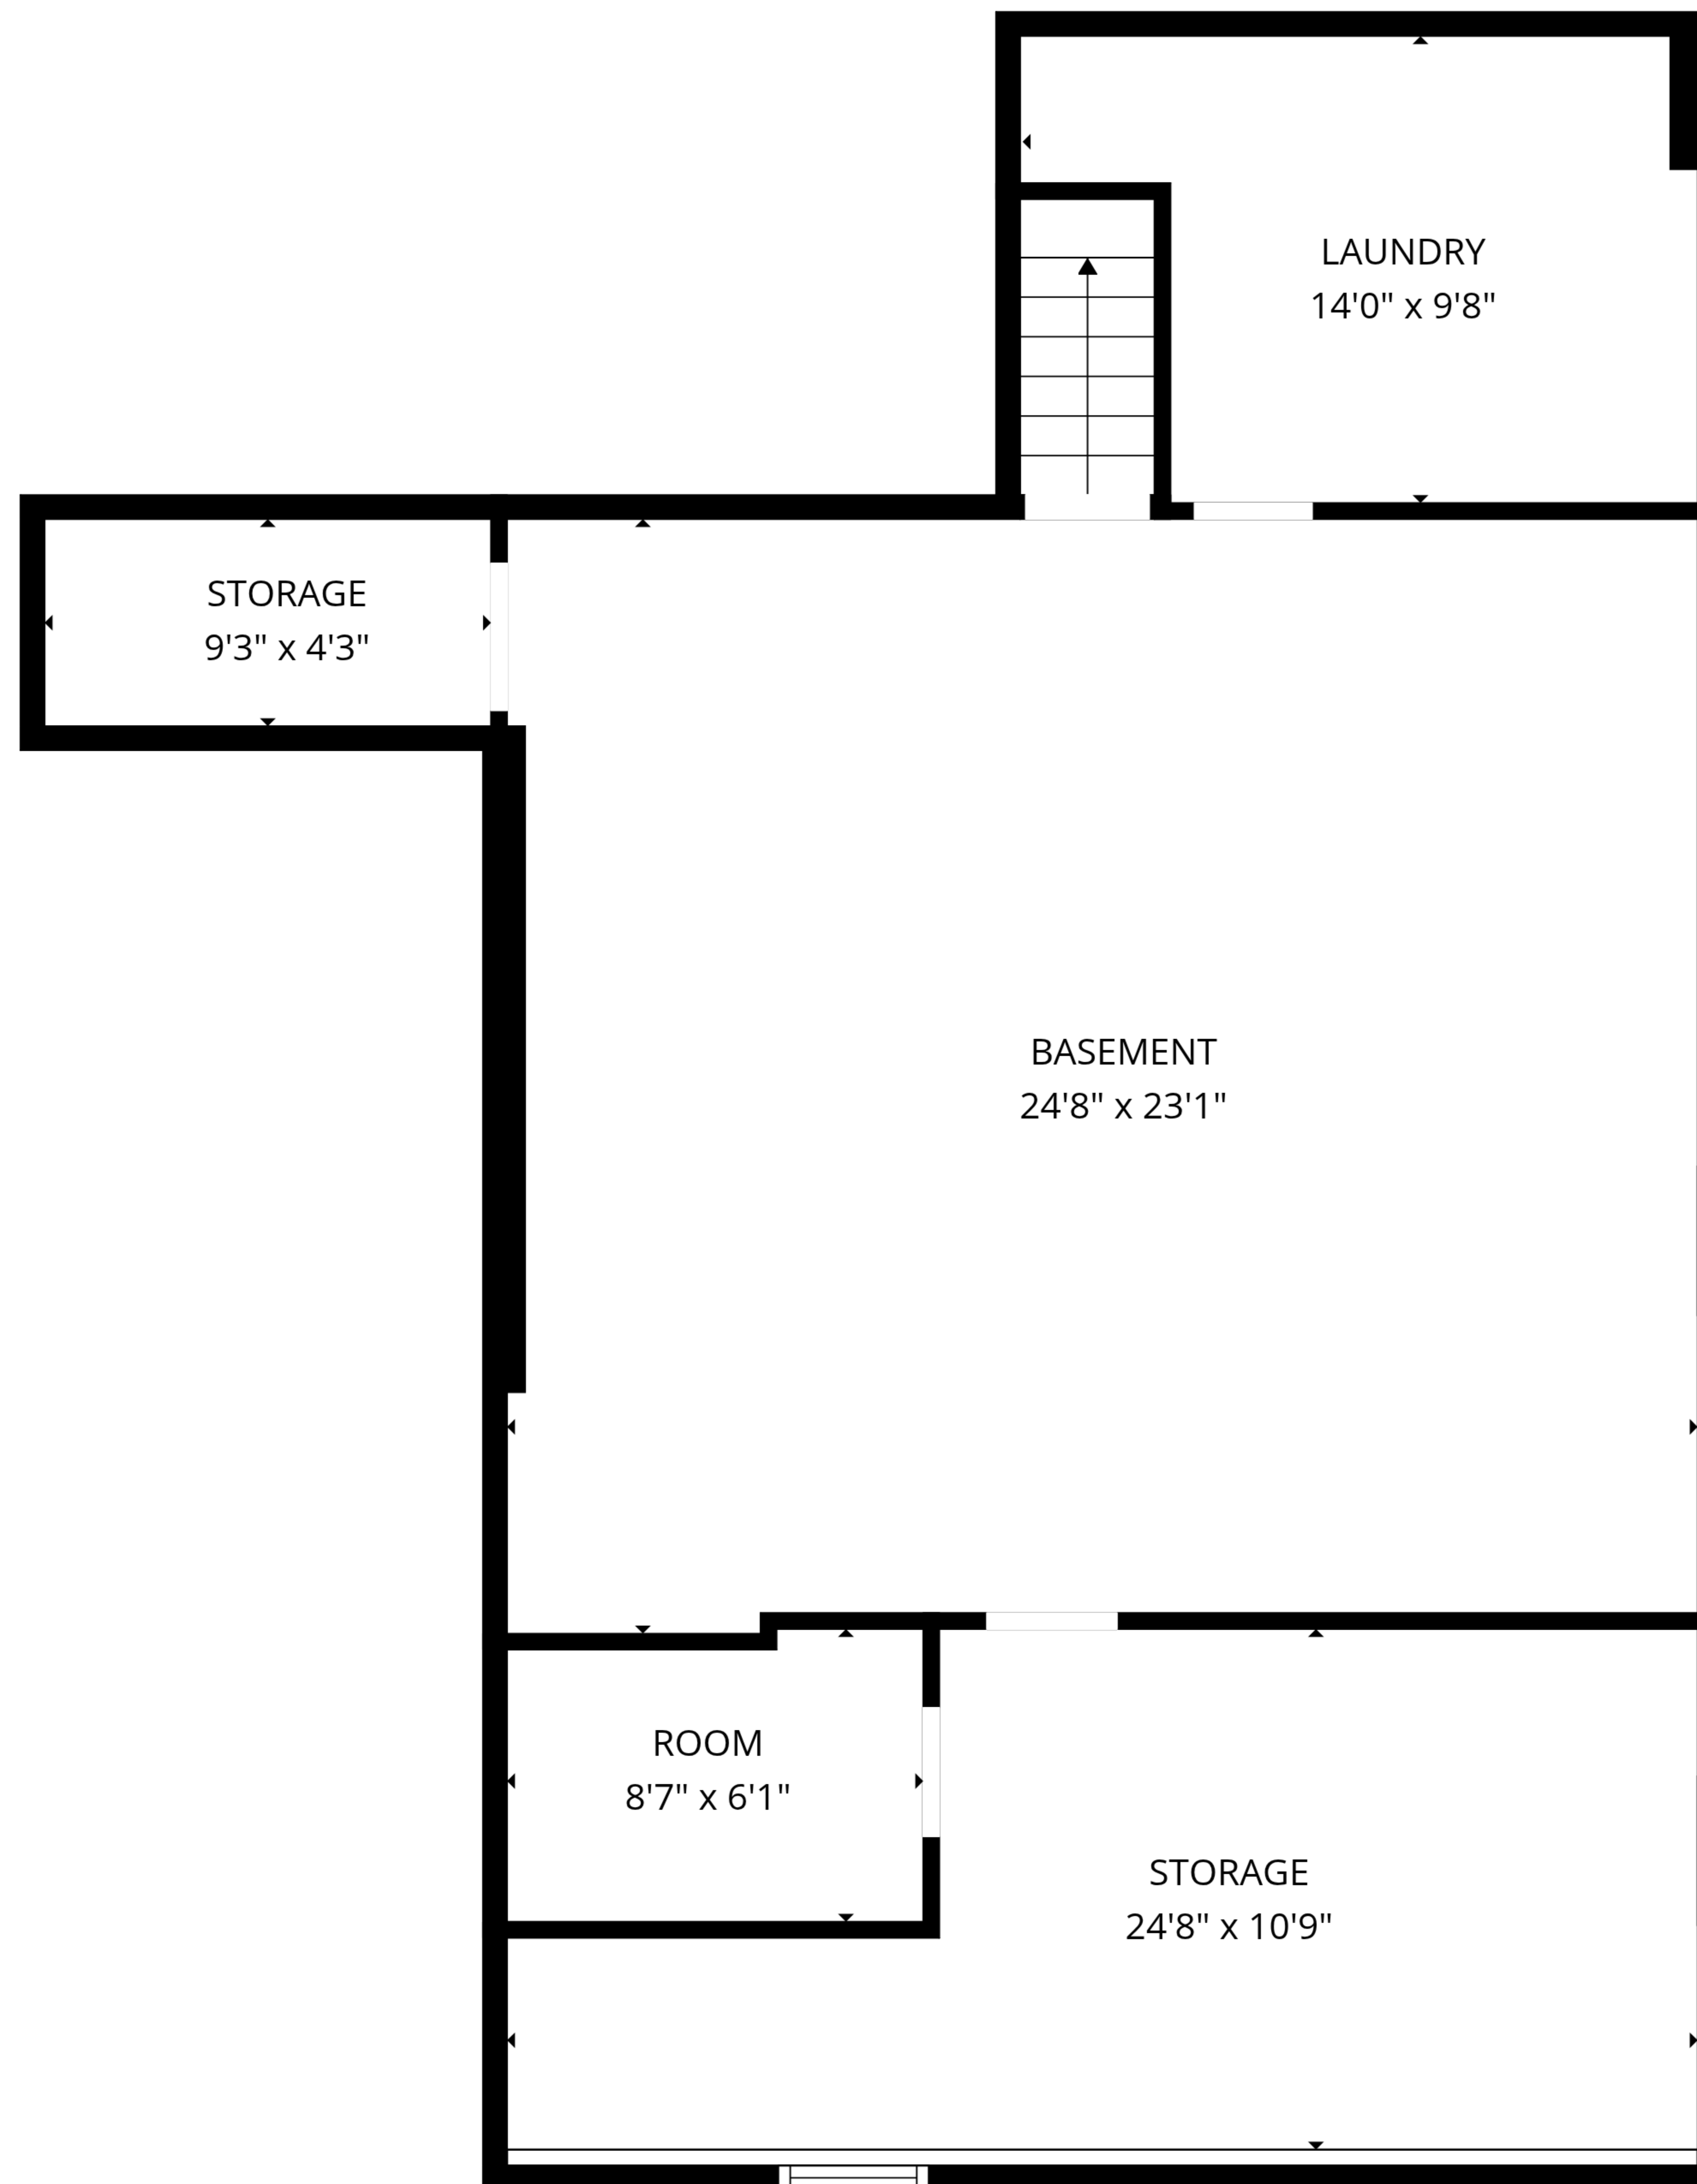 LAUNDRY
14'0" x 9'8"
STORAGE
9'3" x 4'3"
BASEMENT
24'8" x 23'1"
ROOM
8'7" x 6'1"
STORAGE
24'8" x 10'9"